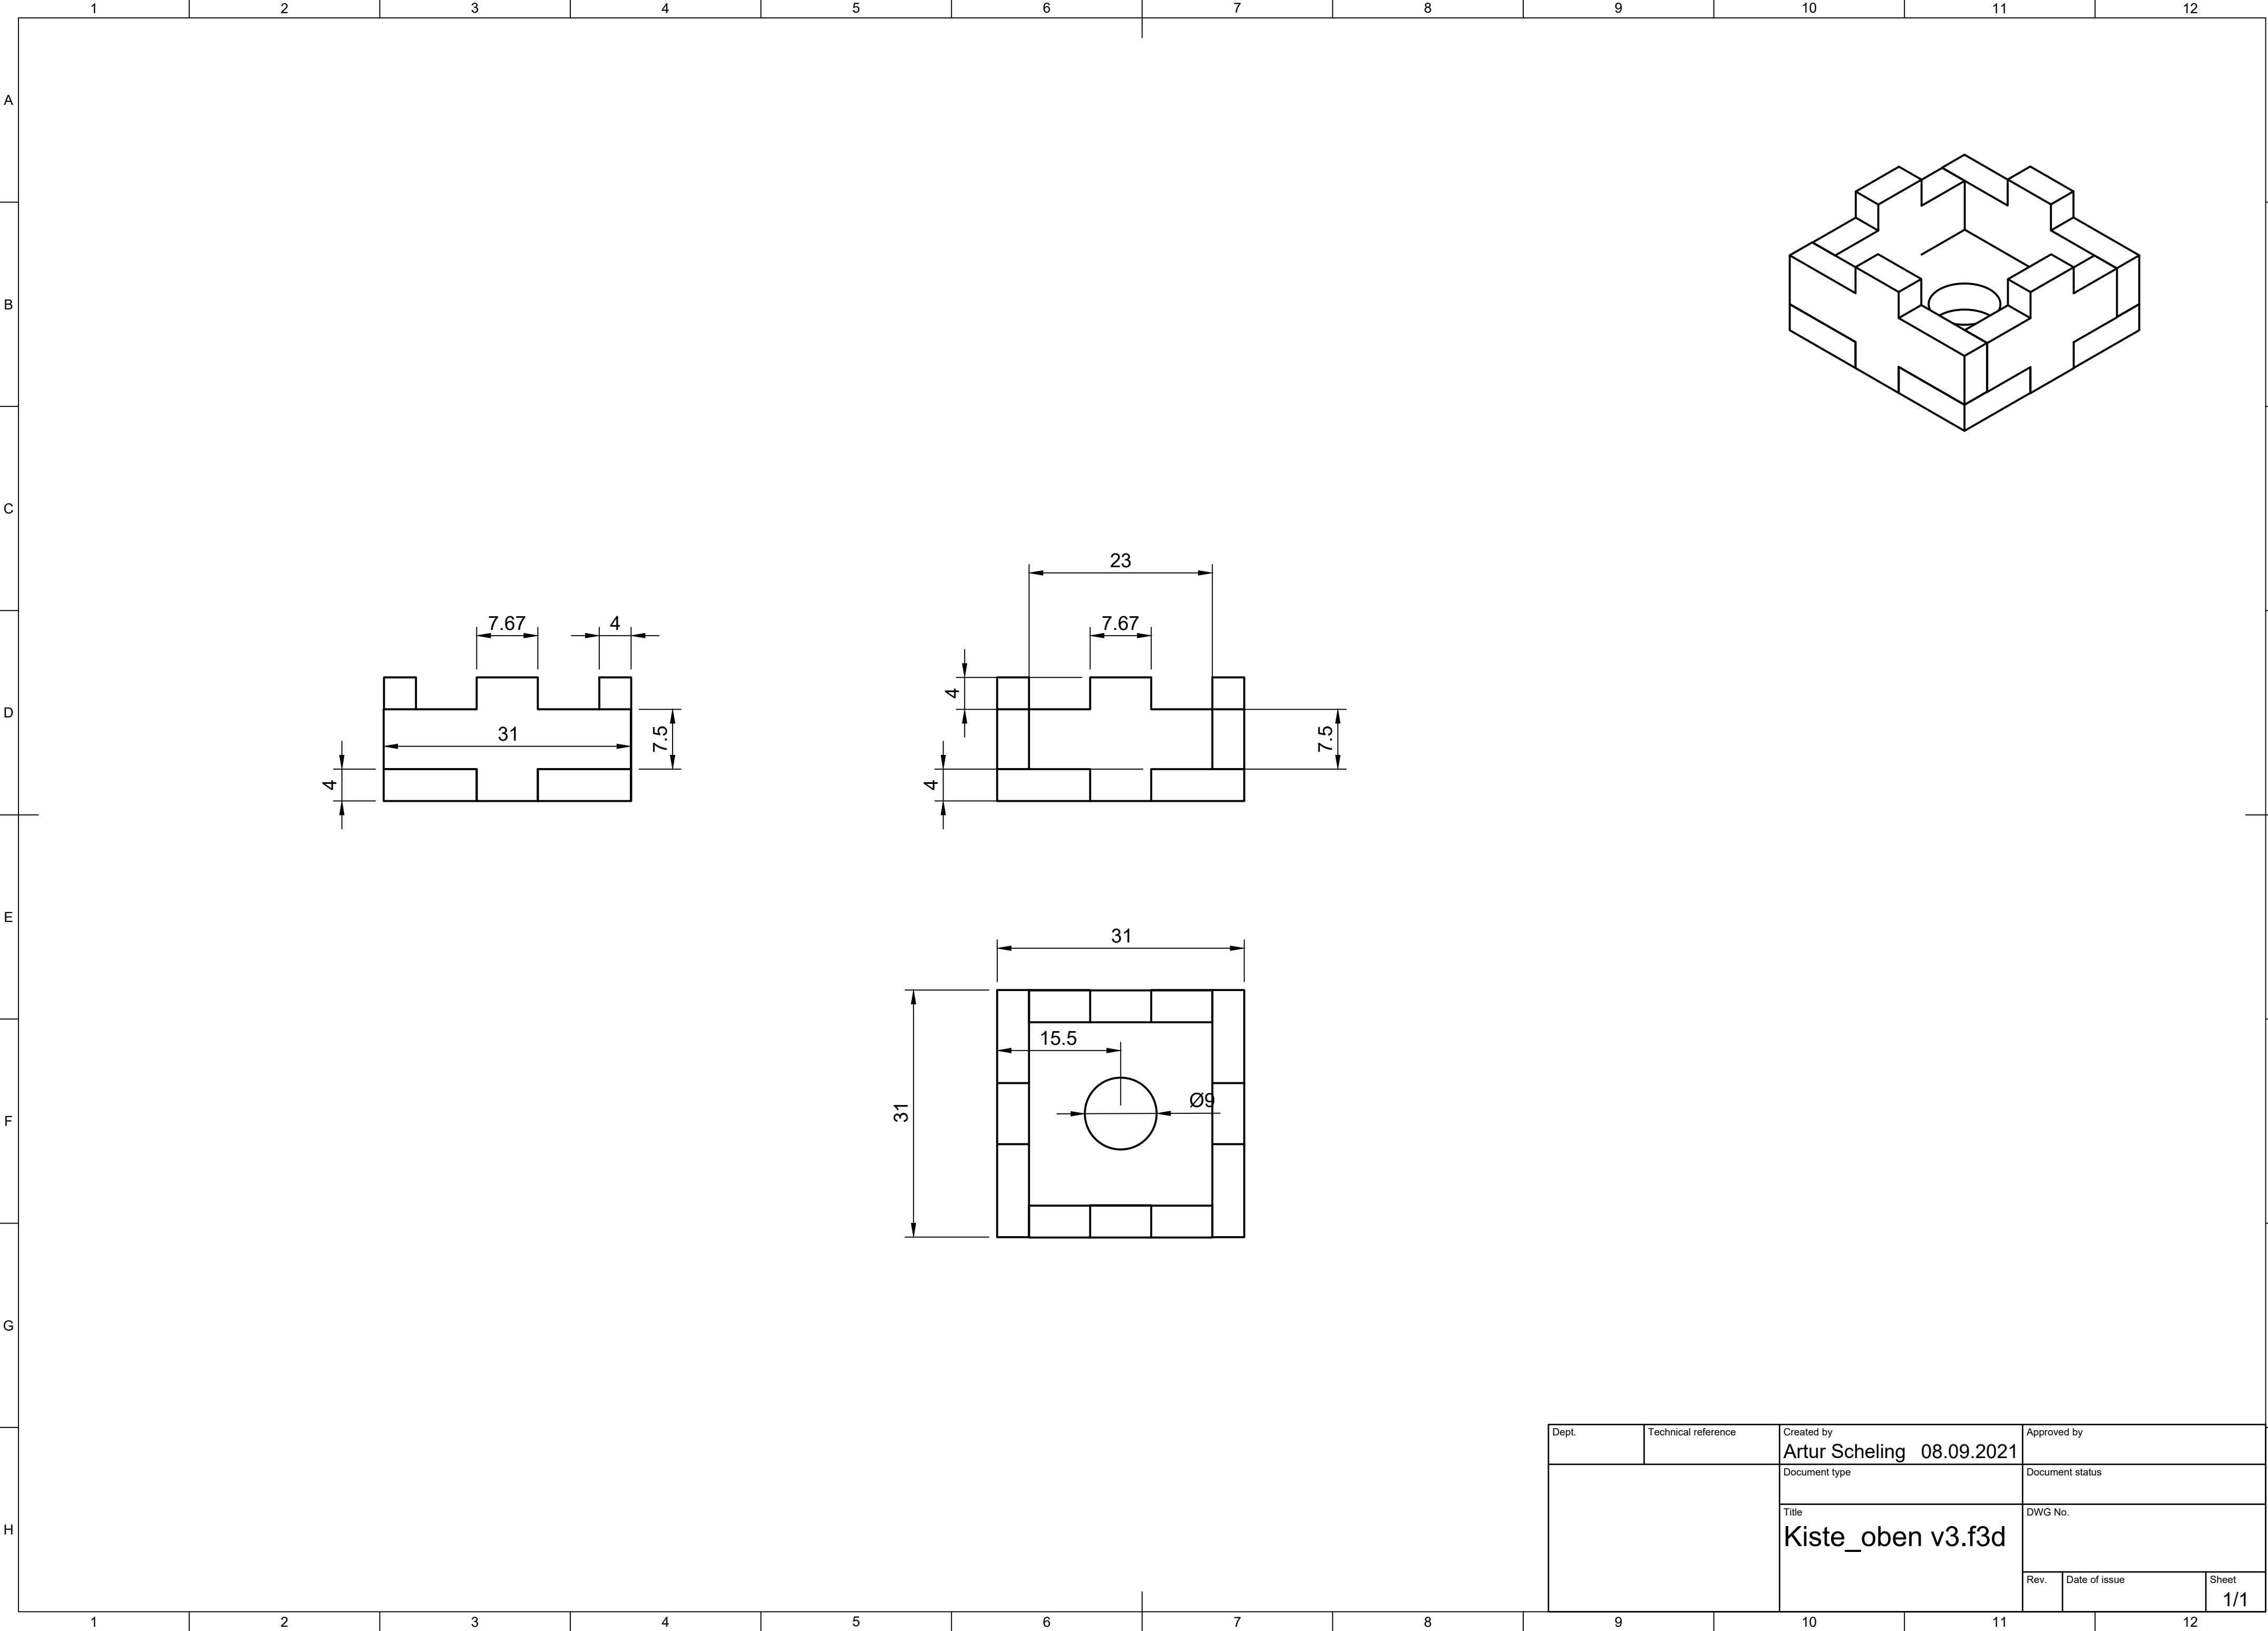 1 2 3 4 5 6 7 8 9 10 11 12
A
B
C
D
E
F
G
H
7.67 4
31
7.5
4
23
7.67
4
7.5
4
31
15.5
31
Ø9
Dept. Technical reference Created by Approved by
Artur Scheling 08.09.2021
Document type Document status
Title DWG No.
Kiste_oben v3.f3d
Rev. Date of issue Sheet
1/1
1 2 3 4 5 6 7 8 9 10 11 12